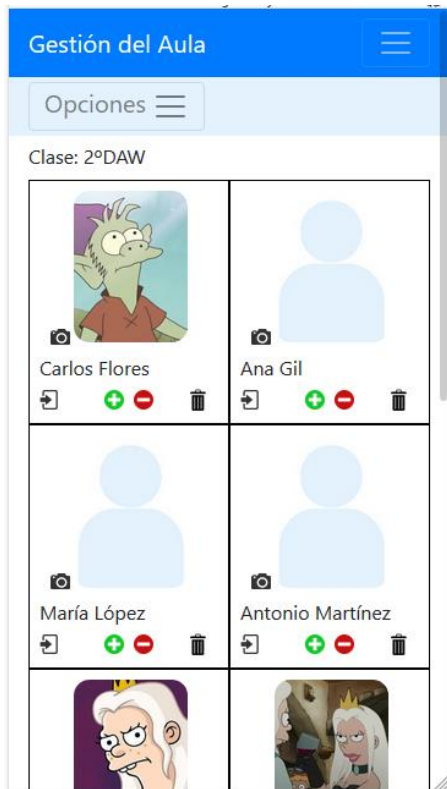 Gestión del Aula
Opciones
Clase: 2ºDAW
Carlos Flores
Ana Gil
María López
Antonio Martínez